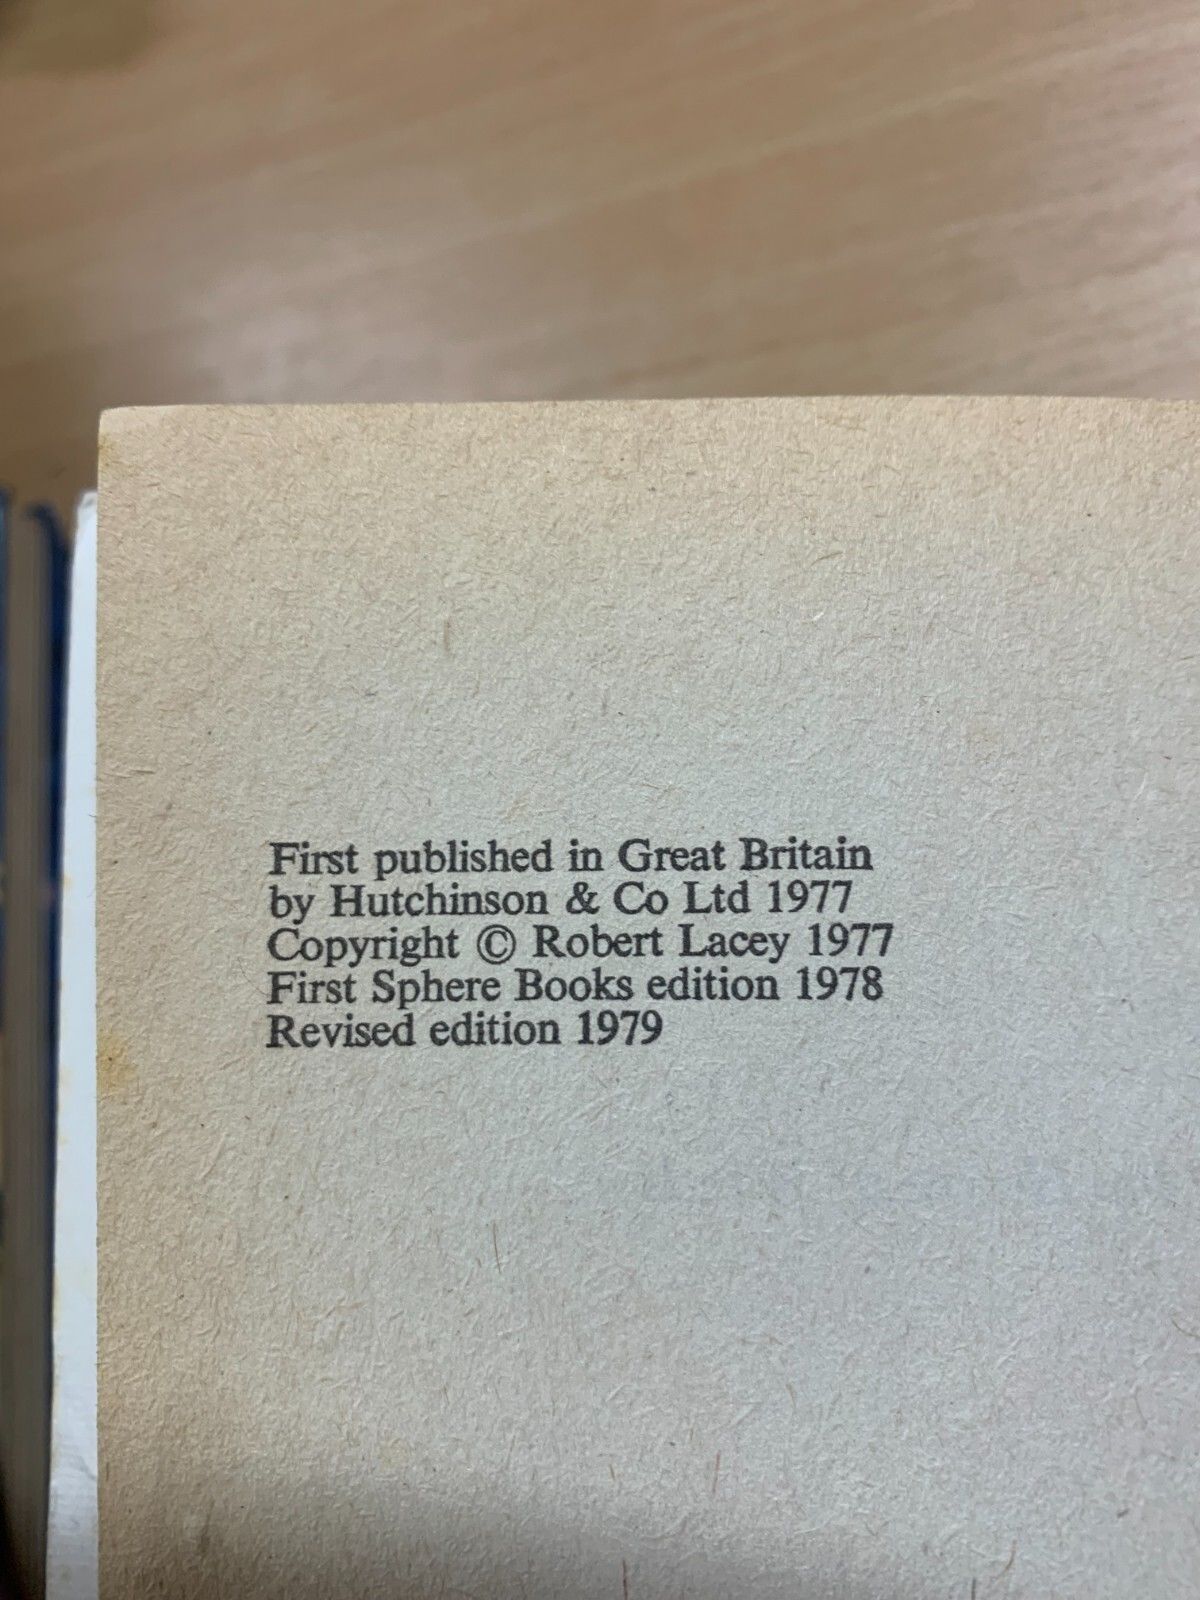 First published in Great Britain
by Hutchinson & Co Ltd 1977
Copyright © Robert Lacey 1977
First Sphere Books edition 1978
Revised edition 1979